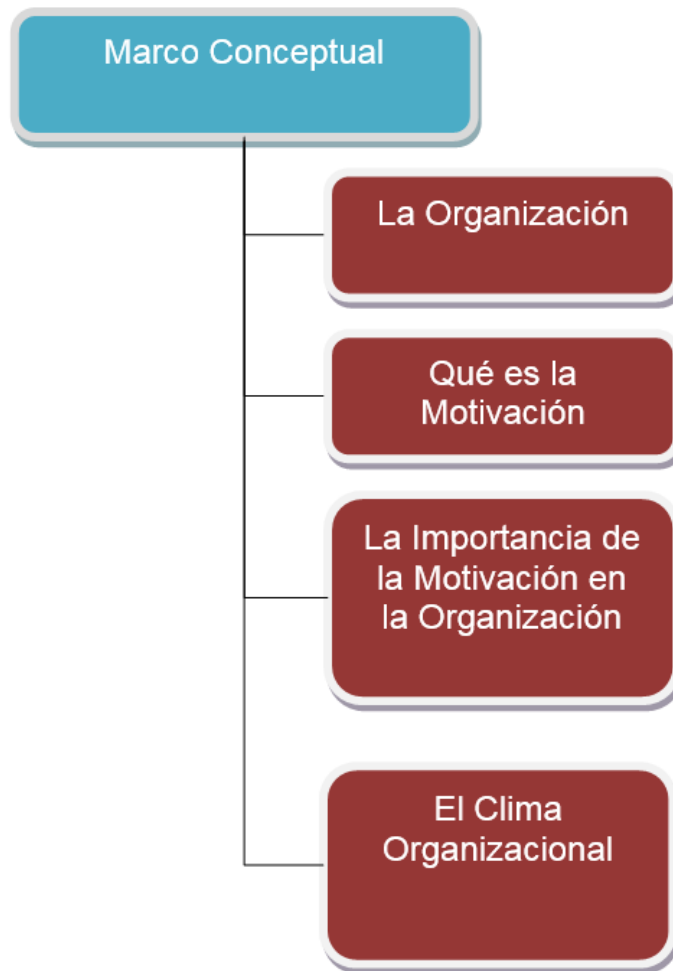 Marco Conceptual
La Organización
Qué es la
Motivación
La Importancia de
la Motivación en
la Organización
El Clima
Organizacional